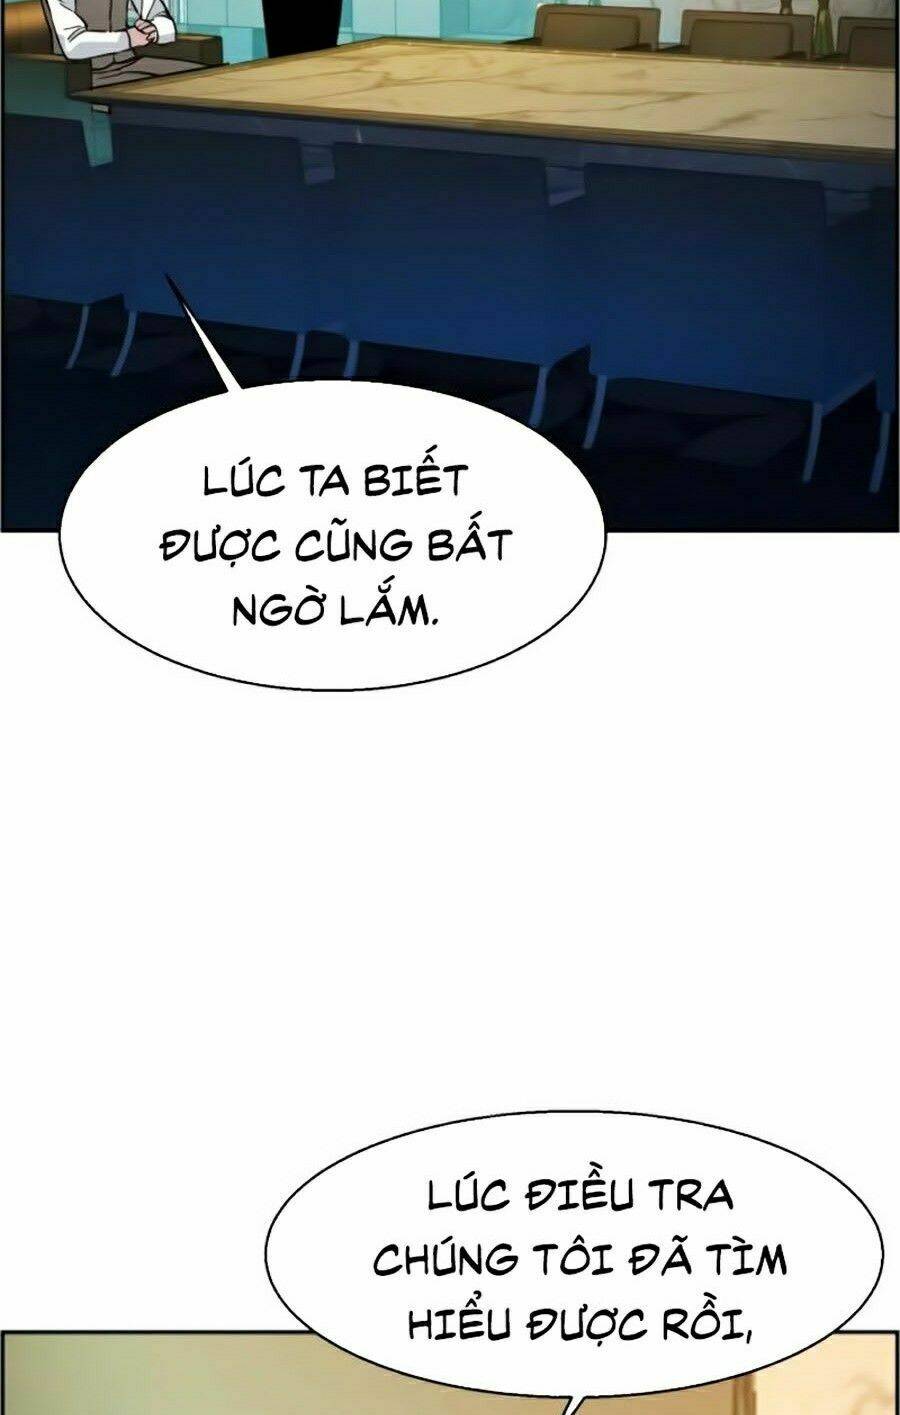 LÚC TA BIẾT
ĐƯỢC CŨNG BẤT
NGỜ LẮM.
LÚC ĐIỀU TRA
CHÚNG TÔI ĐÃ TÌM
HIỂU ĐƯỢC RỒI,